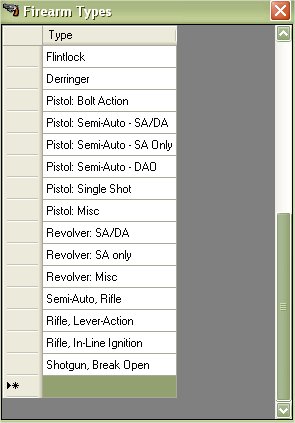 Firearm Types
Type
Flintlock
Derringer
Pistol: Bolt Action
Pistol: Semi-Auto - SA/DA
Pistol: Semi-Auto - SA Only
Pistol: Semi-Auto - DAO
Pistol: Single Shot
Pistol: Misc
Revolver: SA/DA
Revolver: SA only
Revolver: Misc
Semi-Auto, Rifle
Rifle, Lever-Action
Rifle, In-Line Ignition
Shotgun, Break Open